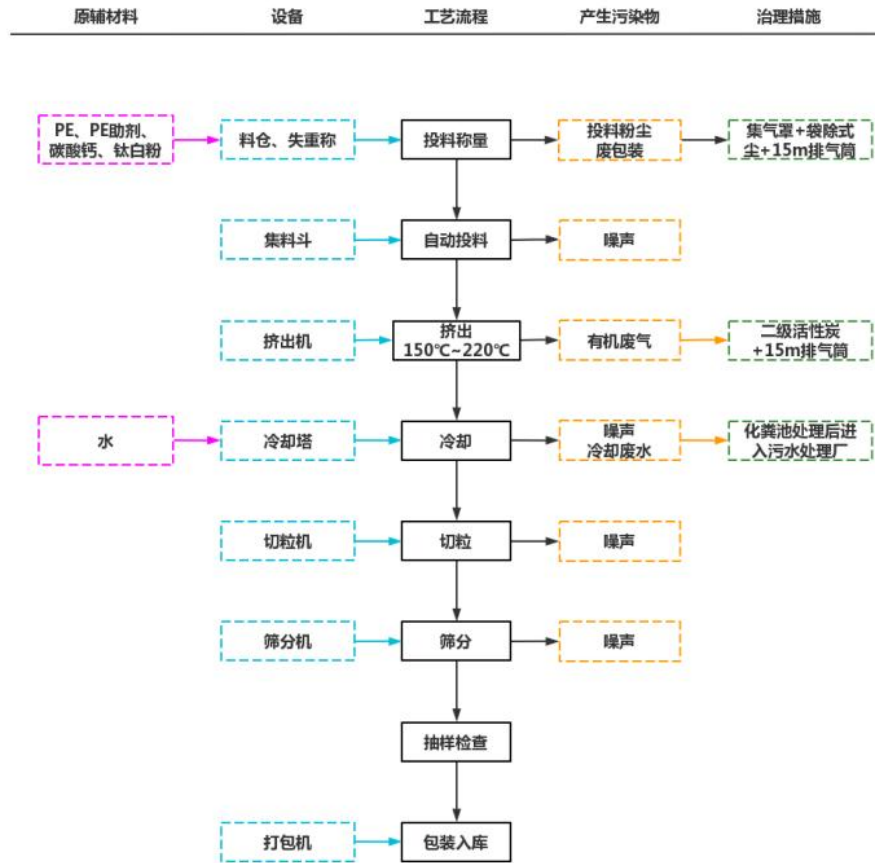 原辅材料
设备
工艺流程
产生污染物
治理措施
PE、PE助剂、
碳酸钙、钛白粉
料仓、失重称
投料称量
投料粉尘
废包装
集气罩+袋除式
尘+15m排气筒
集料斗
自动投料
噪声
挤出机
挤出
150℃~220℃
有机废气
二级活性炭
+15m排气筒
水
冷却塔
冷却
噪声
冷却废水
化粪池处理后进
入污水处理厂
切粒机
切粒
噪声
筛分机
筛分
噪声
抽样检查
打包机
包装入库